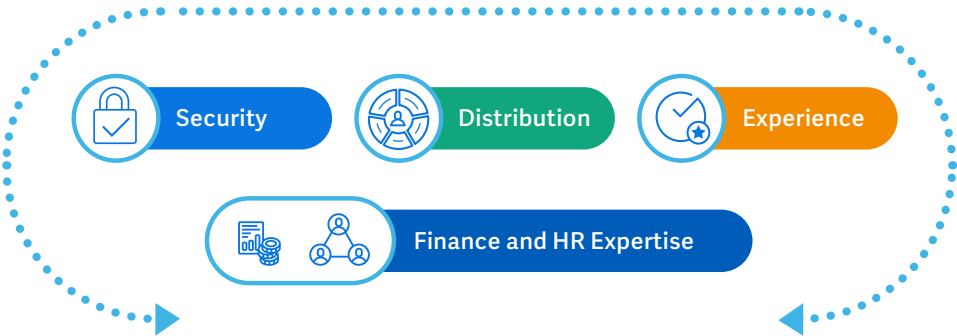 Security
Distribution
Experience
Finance and HR Expertise